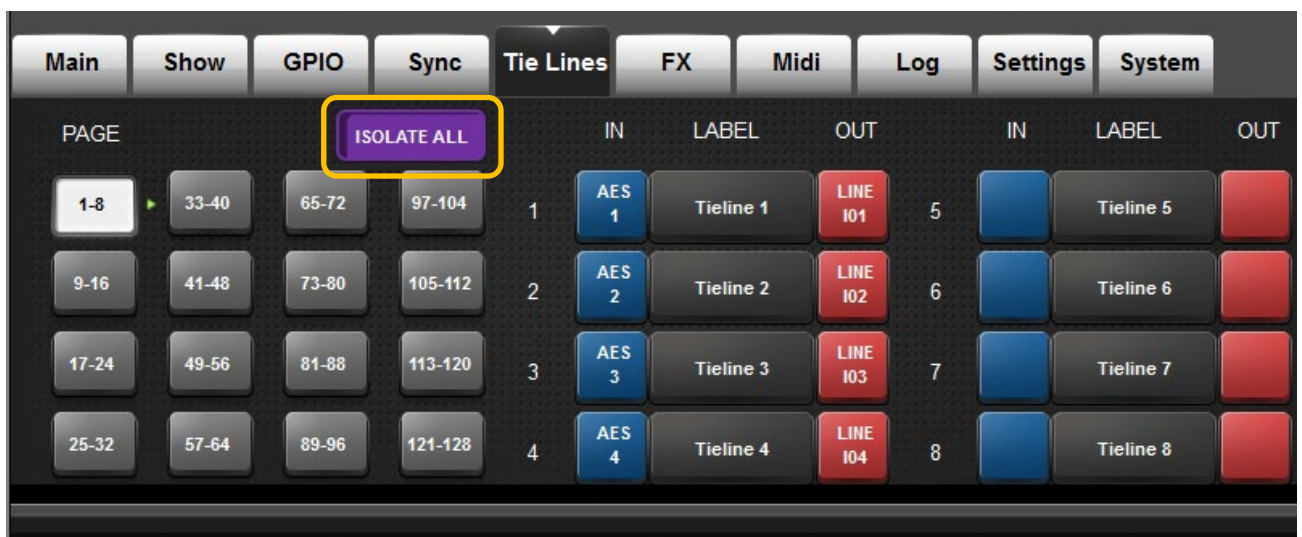 Main Show GPIO Sync Tie Lines FX Midi Log Settings System
PAGE ISOLATE ALL IN LABEL OUT IN LABEL OUT
1-8 33-40 65-72 97-104 1 AES 1 Tieline 1 LINE IO1 5 Tieline 5
9-16 41-48 73-80 105-112 2 AES 2 Tieline 2 LINE IO2 6 Tieline 6
17-24 49-56 81-88 113-120 3 AES 3 Tieline 3 LINE IO3 7 Tieline 7
25-32 57-64 89-96 121-128 4 AES 4 Tieline 4 LINE IO4 8 Tieline 8